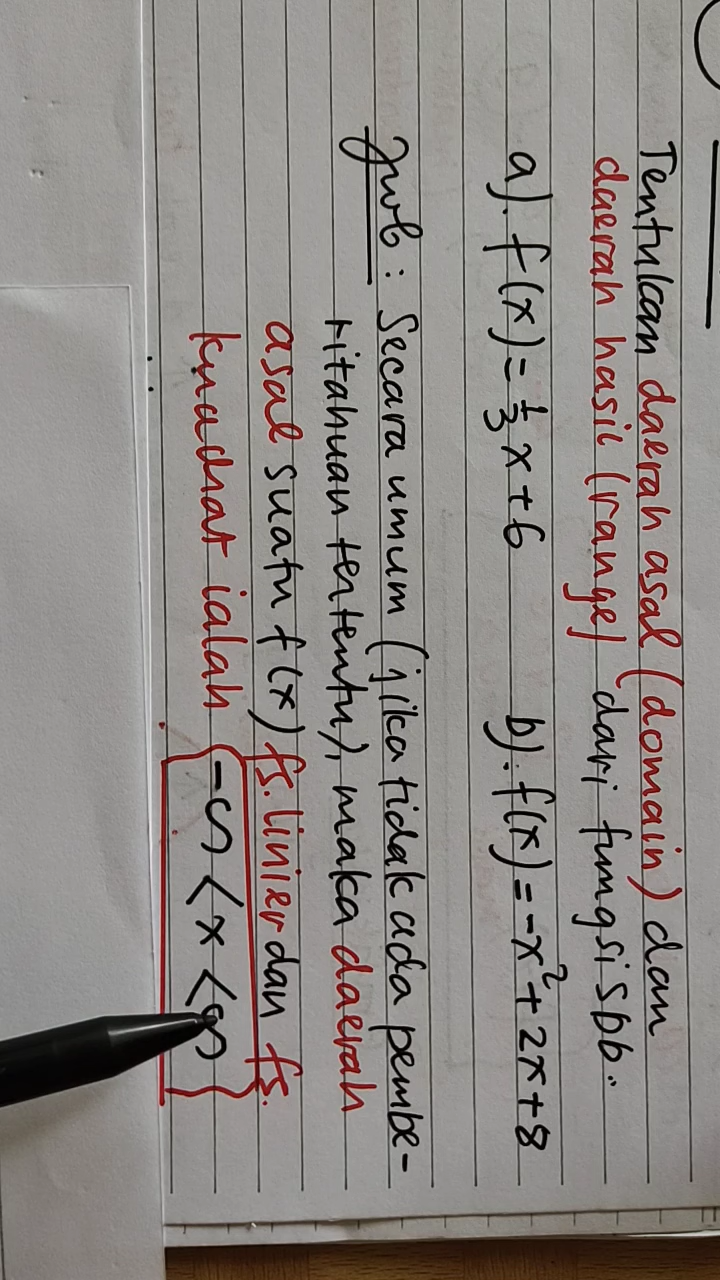 Tentukan daerah asal (domain) dan
daerah hasil (range) dari fungsi sbb.
a). f(x) = 1/3 x + 6 b). f(x) = -x² + 2x + 8
Jwb : Secara umum (jika tidak ada pembe-
ritahuan tertentu), maka daerah
asal suatu f(x) fs. linier dan fs.
kuadrat ialah {-∞ < x < ∞}